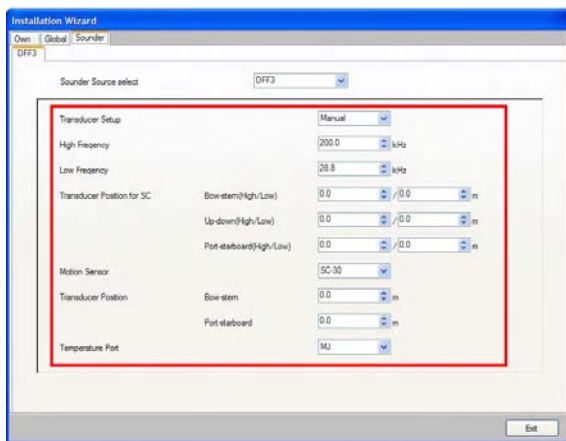 Installation Wizard
Own Global Sounder
DFF3
Sounder Source select DFF3
Transducer Setup Manual
High Freqency 200.0 kHz
Low Freqency 28.8 kHz
Transducer Position for SC Bow-stern(High/Low) 0.0 / 0.0 m
Up-down(High/Low) 0.0 / 0.0 m
Port-starboard(High/Low) 0.0 / 0.0 m
Motion Sensor SC-30
Transducer Position Bow-stern 0.0 m
Port-starboard 0.0 m
Temperature Port MJ
Exit